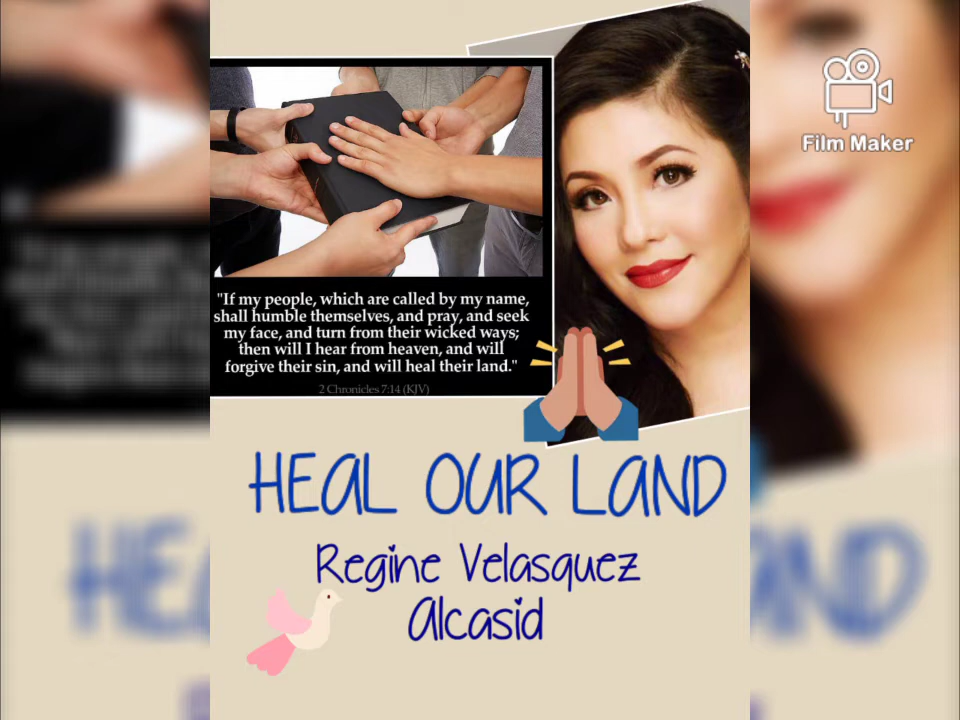 Film Maker
"If my people, which are called by my name,
shall humble themselves, and pray, and seek
my face, and turn from their wicked ways;
then will I hear from heaven, and will
forgive their sin, and will heal their land."
2 Chronicles 7:14 (KJV)
HEAL OUR LAND
Regine Velasquez
Alcasid